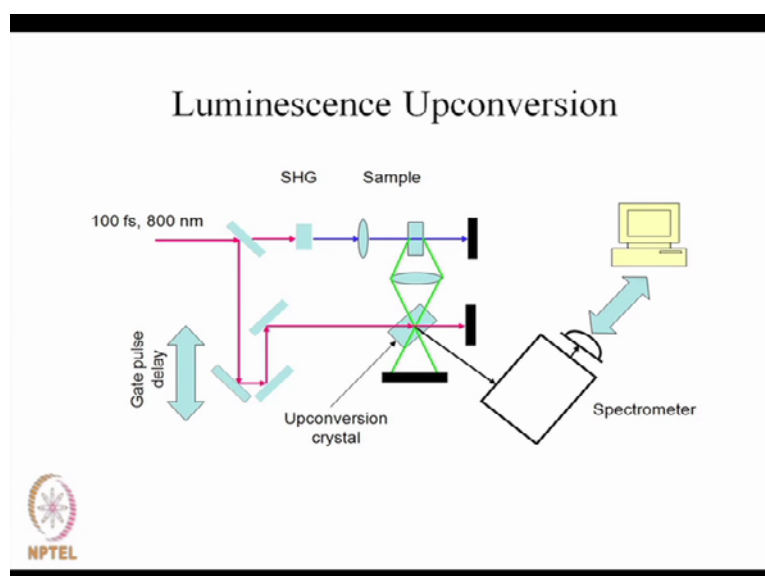 Luminescence Upconversion
SHG
Sample
100 fs, 800 nm
Gate pulse
delay
Upconversion
crystal
Spectrometer
NPTEL